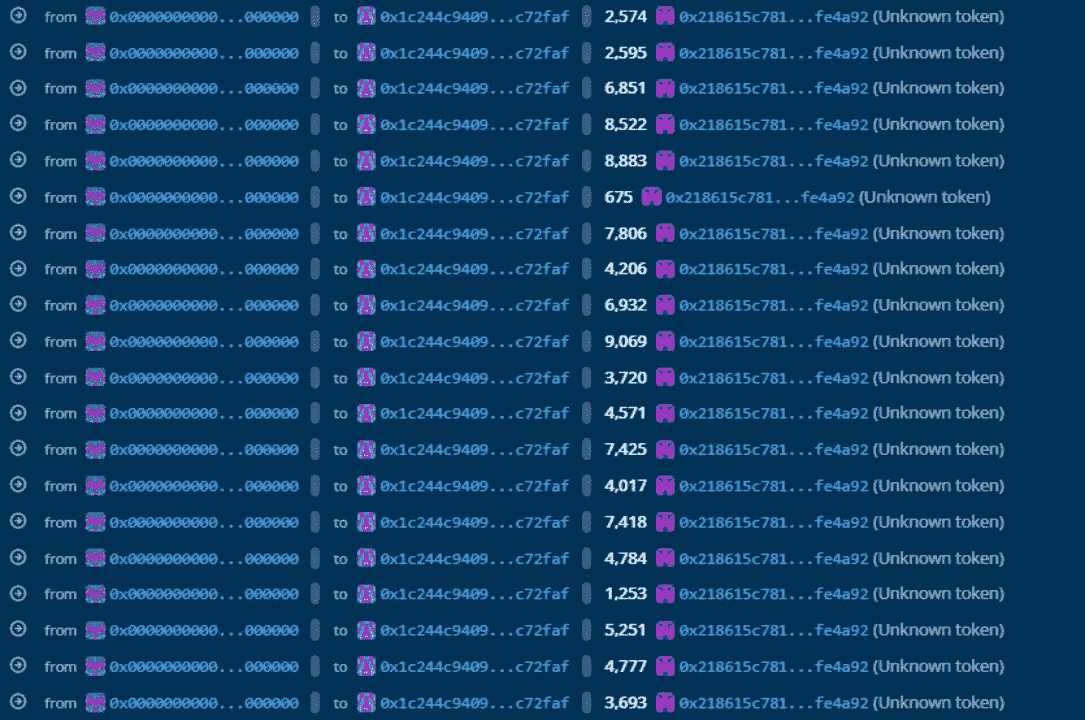 from 0x0000000000...000000 to 0x1c244c9409...c72faf 2,574 0x218615c781...fe4a92 (Unknown token)
from 0x0000000000...000000 to 0x1c244c9409...c72faf 2,595 0x218615c781...fe4a92 (Unknown token)
from 0x0000000000...000000 to 0x1c244c9409...c72faf 6,851 0x218615c781...fe4a92 (Unknown token)
from 0x0000000000...000000 to 0x1c244c9409...c72faf 8,522 0x218615c781...fe4a92 (Unknown token)
from 0x0000000000...000000 to 0x1c244c9409...c72faf 8,883 0x218615c781...fe4a92 (Unknown token)
from 0x0000000000...000000 to 0x1c244c9409...c72faf 675 0x218615c781...fe4a92 (Unknown token)
from 0x0000000000...000000 to 0x1c244c9409...c72faf 7,806 0x218615c781...fe4a92 (Unknown token)
from 0x0000000000...000000 to 0x1c244c9409...c72faf 4,206 0x218615c781...fe4a92 (Unknown token)
from 0x0000000000...000000 to 0x1c244c9409...c72faf 6,932 0x218615c781...fe4a92 (Unknown token)
from 0x0000000000...000000 to 0x1c244c9409...c72faf 9,069 0x218615c781...fe4a92 (Unknown token)
from 0x0000000000...000000 to 0x1c244c9409...c72faf 3,720 0x218615c781...fe4a92 (Unknown token)
from 0x0000000000...000000 to 0x1c244c9409...c72faf 4,571 0x218615c781...fe4a92 (Unknown token)
from 0x0000000000...000000 to 0x1c244c9409...c72faf 7,425 0x218615c781...fe4a92 (Unknown token)
from 0x0000000000...000000 to 0x1c244c9409...c72faf 4,017 0x218615c781...fe4a92 (Unknown token)
from 0x0000000000...000000 to 0x1c244c9409...c72faf 7,418 0x218615c781...fe4a92 (Unknown token)
from 0x0000000000...000000 to 0x1c244c9409...c72faf 4,784 0x218615c781...fe4a92 (Unknown token)
from 0x0000000000...000000 to 0x1c244c9409...c72faf 1,253 0x218615c781...fe4a92 (Unknown token)
from 0x0000000000...000000 to 0x1c244c9409...c72faf 5,251 0x218615c781...fe4a92 (Unknown token)
from 0x0000000000...000000 to 0x1c244c9409...c72faf 4,777 0x218615c781...fe4a92 (Unknown token)
from 0x0000000000...000000 to 0x1c244c9409...c72faf 3,693 0x218615c781...fe4a92 (Unknown token)